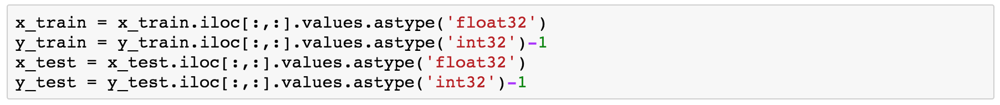 x_train = x_train.iloc[:,:].values.astype('float32')
y_train = y_train.iloc[:,:].values.astype('int32')-1
x_test = x_test.iloc[:,:].values.astype('float32')
y_test = y_test.iloc[:,:].values.astype('int32')-1